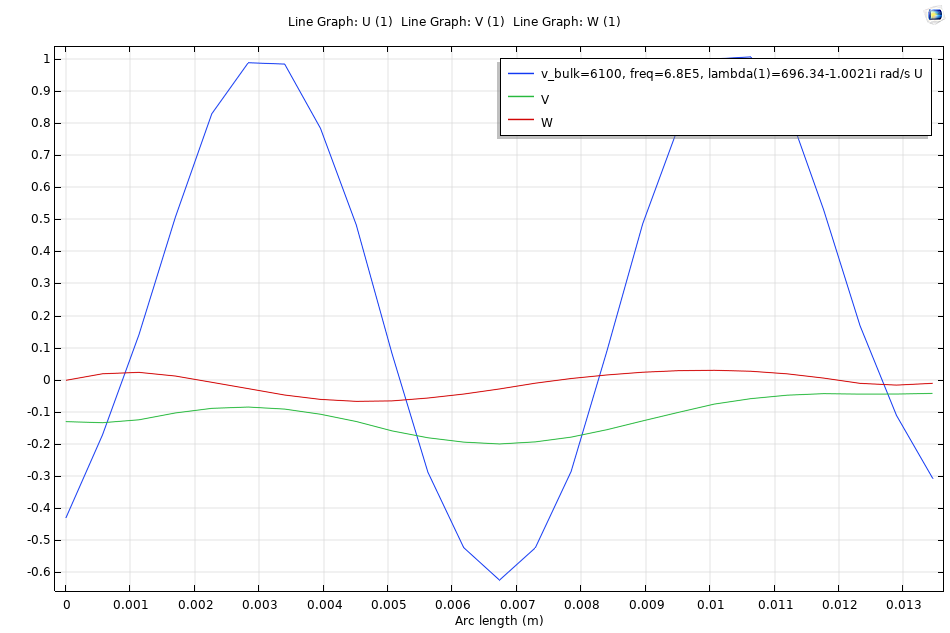 Line Graph: U (1)  Line Graph: V (1)  Line Graph: W (1)
v_bulk=6100, freq=6.8E5, lambda(1)=696.34-1.0021i rad/s U
V
W
1
0.9
0.8
0.7
0.6
0.5
0.4
0.3
0.2
0.1
0
-0.1
-0.2
-0.3
-0.4
-0.5
-0.6
0 0.001 0.002 0.003 0.004 0.005 0.006 0.007 0.008 0.009 0.01 0.011 0.012 0.013
Arc length (m)